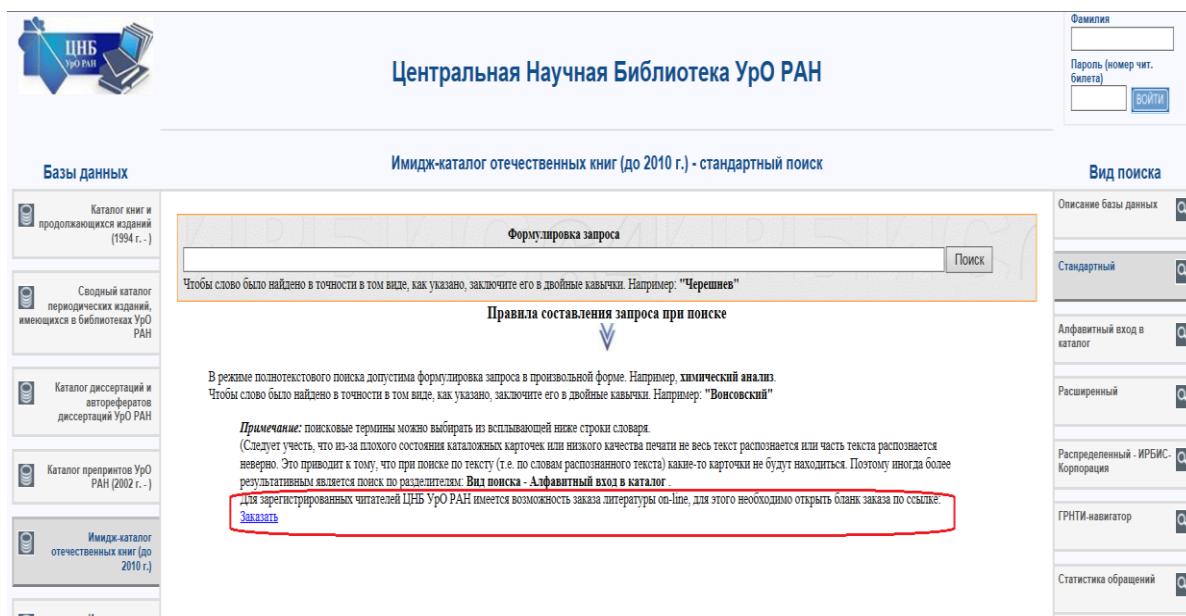 ЦНБ
УрО РАН
Центральная Научная Библиотека УрО РАН
Фамилия
Пароль (номер чит.
билета)
ВОЙТИ
Базы данных
Каталог книг и
продолжающихся изданий
(1994 г. - )
Сводный каталог
периодических изданий,
имеющихся в библиотеках УрО
РАН
Каталог диссертаций и
авторефератов
диссертаций УрО РАН
Каталог препринтов УрО
РАН (2002 г. - )
Имидж-каталог
отечественных книг (до
2010 г.)
Имидж-каталог отечественных книг (до 2010 г.) - стандартный поиск
Формулировка запроса
Поиск
Чтобы слово было найдено в точности в том виде, как указано, заключите его в двойные кавычки. Например: "Черешнев"
Правила составления запроса при поиске
В режиме полнотекстового поиска допустима формулировка запроса в произвольной форме. Например, химический анализ.
Чтобы слово было найдено в точности в том виде, как указано, заключите его в двойные кавычки. Например: "Вонсовский"
Примечание: поисковые термины можно выбирать из всплывающей ниже строки словаря.
(Следует учесть, что из-за плохого состояния каталожных карточек или низкого качества печати не весь текст распознается или часть текста распознается
неверно. Это приводит к тому, что при поиске по тексту (т.е. по словам распознанного текста) какие-то карточки не будут находиться. Поэтому иногда более
результативным является поиск по разделителям: Вид поиска - Алфавитный вход в каталог .
Для зарегистрированных читателей ЦНБ УрО РАН имеется возможность заказа литературы on-line, для этого необходимо открыть бланк заказа по ссылке:
Заказать
Вид поиска
Описание базы данных
Стандартный
Алфавитный вход в
каталог
Расширенный
Распределенный - ИРБИС-
Корпорация
ГРНТИ-навигатор
Статистика обращений